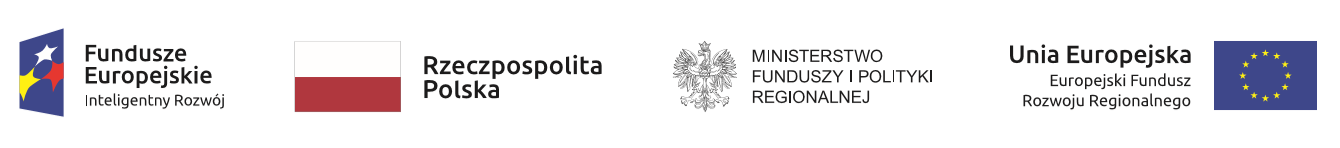 Fundusze
Europejskie
Inteligentny Rozwój
Rzeczpospolita
Polska
MINISTERSTWO
FUNDUSZY I POLITYKI
REGIONALNEJ
Unia Europejska
Europejski Fundusz
Rozwoju Regionalnego